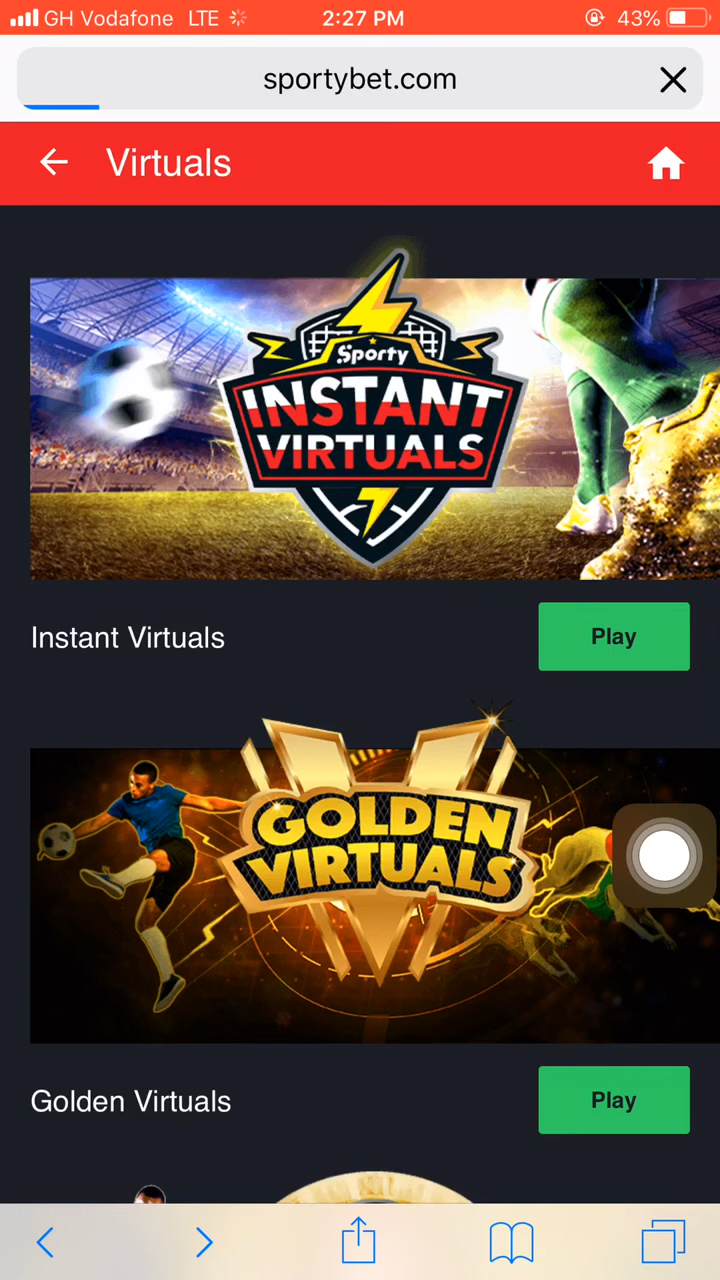 GH Vodafone LTE 2:27 PM 43%
sportybet.com
Virtuals
Sporty
INSTANT
VIRTUALS
Instant Virtuals Play
GOLDEN
VIRTUALS
Golden Virtuals Play